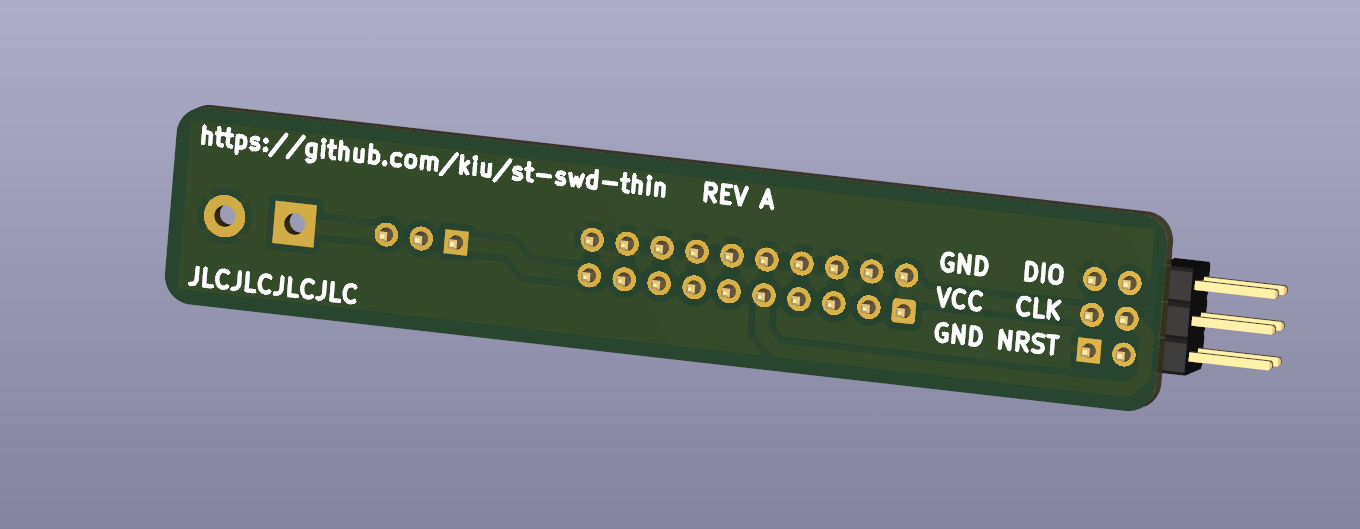 https://github.com/kiu/st-swd-thin REV A
GND DIO
VCC CLK
GND NRST
JLCJLCJLCJLC